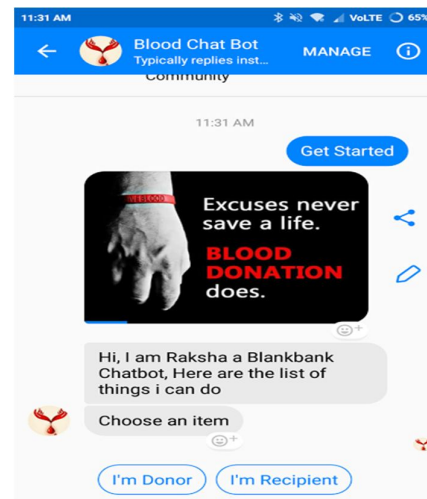 11:31 AM VoLTE 65%
Blood Chat Bot
Typically replies inst...
MANAGE
Community
11:31 AM
Get Started
Excuses never
save a life.
BLOOD
DONATION
does.
Hi, I am Raksha a Blankbank
Chatbot, Here are the list of
things i can do
Choose an item
I'm Donor I'm Recipient